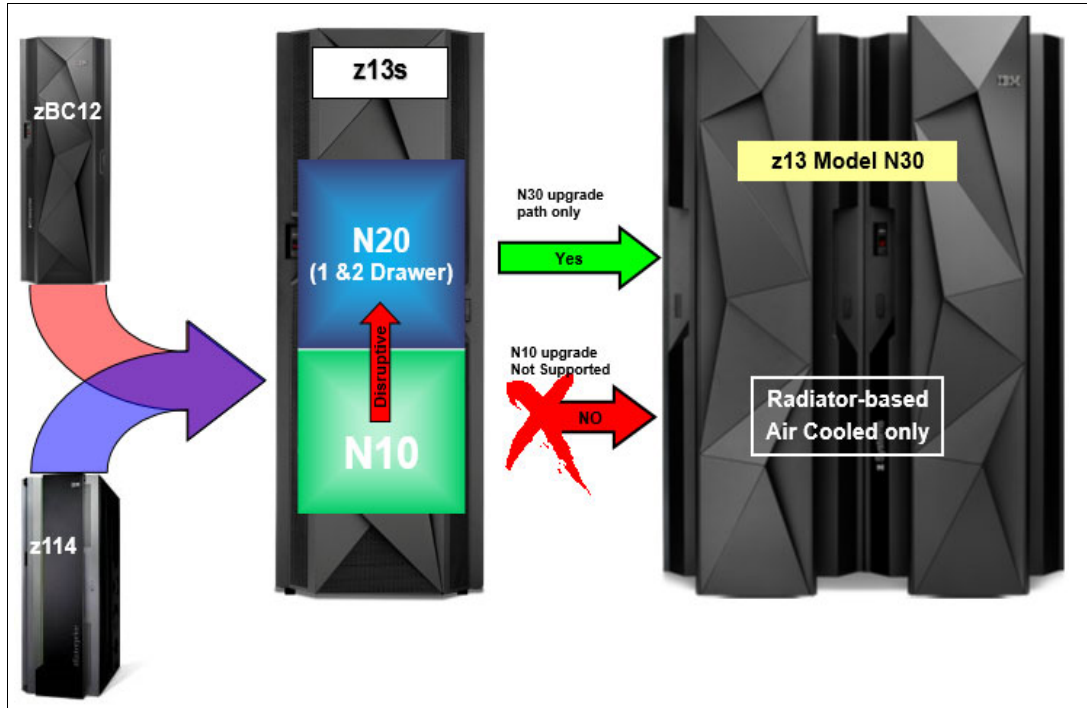 zBC12
z13s
N20
(1 &2 Drawer)
Disruptive
N10
z114
N30 upgrade
path only
Yes
N10 upgrade
Not Supported
NO
IBM
z13 Model N30
Radiator-based
Air Cooled only